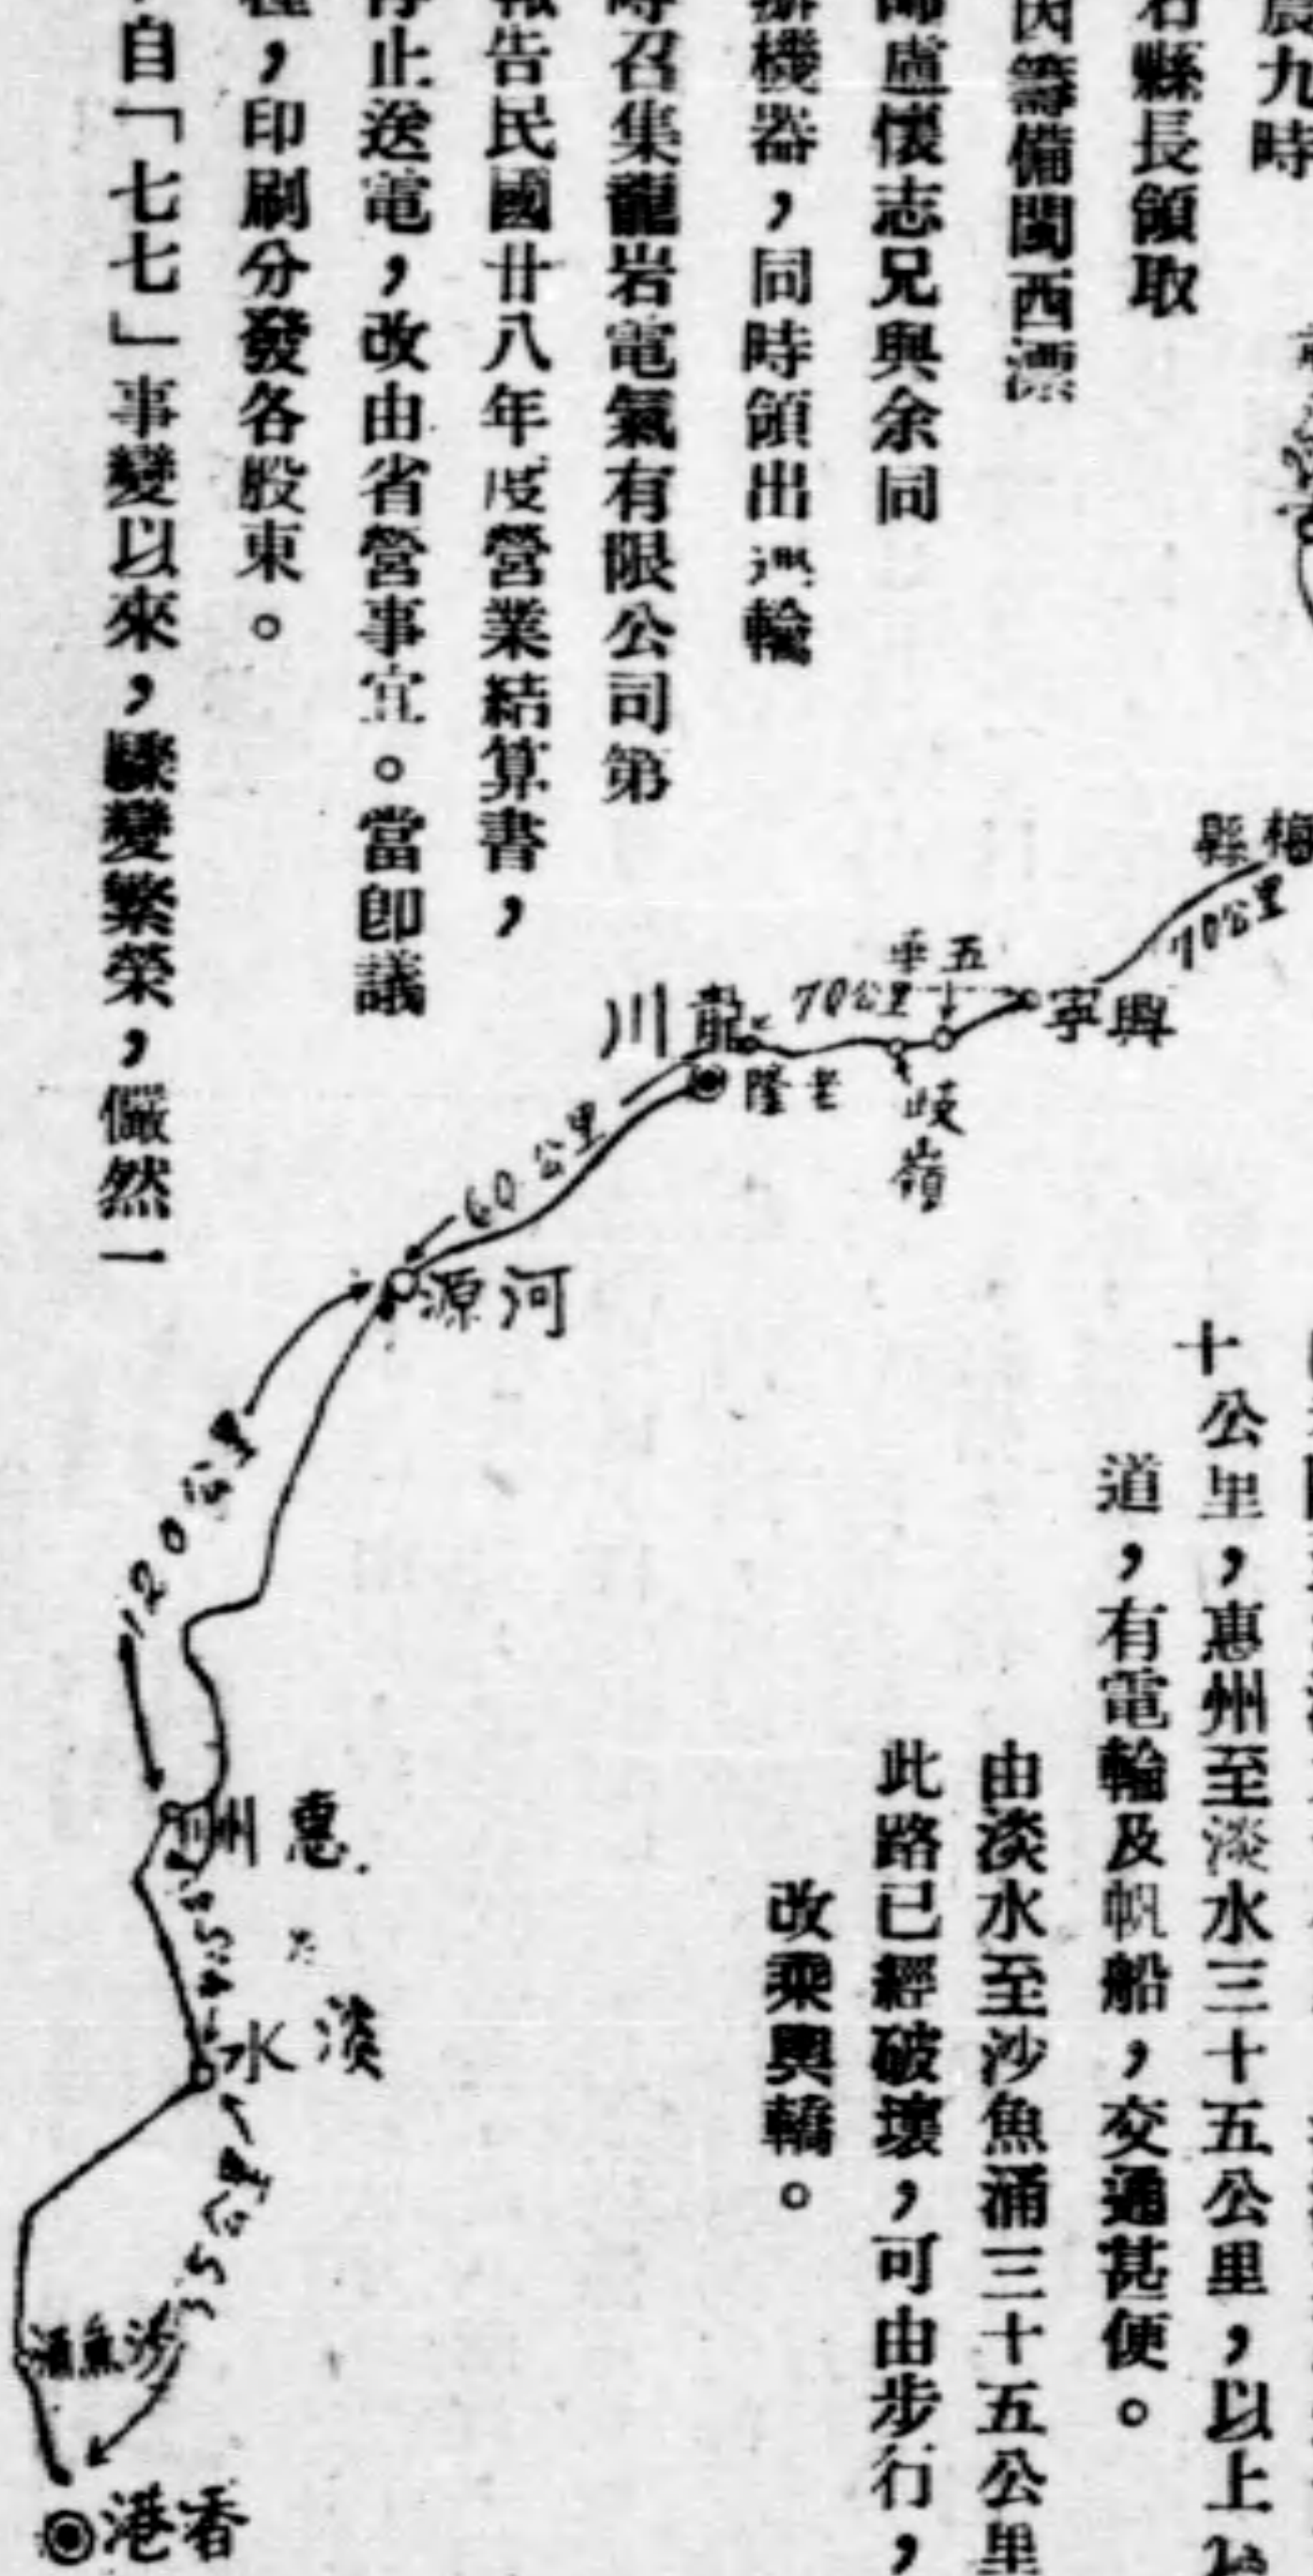 晨九時
石縣長領取
因籌備閩西漂
師盧懷志兄與余同
辦機器，同時領出 輪
時召集龍岩電氣有限公司第
報告民國廿八年度營業結算書，
停止送電，改由省營事宜。當卽議
，印刷分發各股東。
自「七七」事變以來，驟變繁榮，儼然一
梅縣
70公里
興寧
五
70公里
岐嶺
龍川
老隆
60公里
河源
120公里
惠州
淡水
35公里
沙魚涌
香港
十公里，惠州至淡水三十五公里，以上
道，有電輪及帆船，交通甚便。
由淡水至沙魚涌三十五公里
此路已經破壞，可由步行，
改乘輿轎。